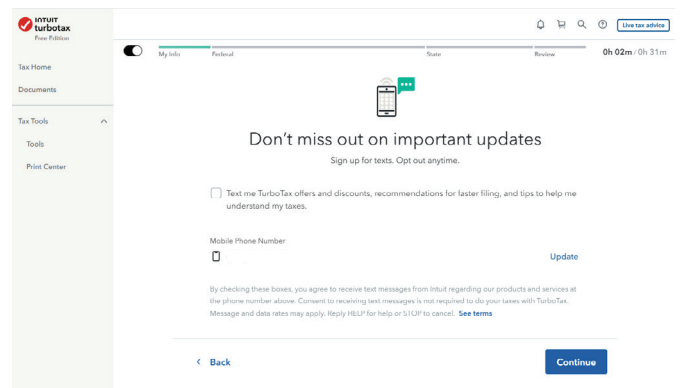 INTUIT
turbotax
Free Edition
Live tax advice
My Info
Federal
State
Review
0h 02m / 0h 31m
Tax Home
Documents
Tax Tools
Tools
Print Center
Don't miss out on important updates
Sign up for texts. Opt out anytime.
Text me TurboTax offers and discounts, recommendations for faster filing, and tips to help me
understand my taxes.
Mobile Phone Number
Update
By checking these boxes, you agree to receive text messages from Intuit regarding our products and services at
the phone number above. Consent to receiving text messages is not required to do your taxes with TurboTax.
Message and data rates may apply. Reply HELP for help or STOP to cancel. See terms
Back
Continue